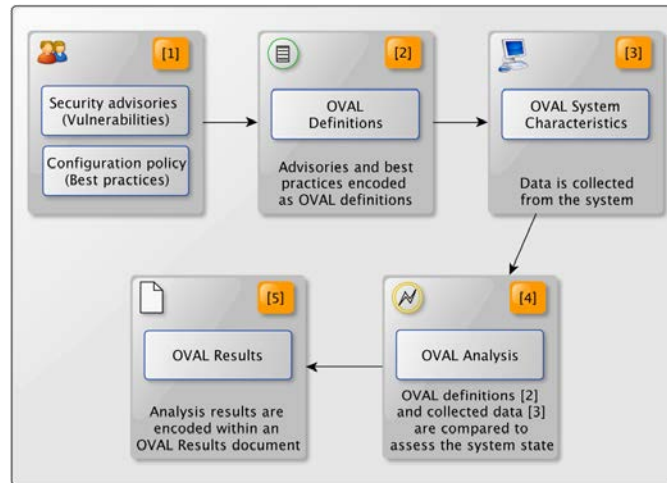 [1]
Security advisories
(Vulnerabilities)
Configuration policy
(Best practices)
[2]
OVAL
Definitions
Advisories and best
practices encoded
as OVAL definitions
[3]
OVAL System
Characteristics
Data is collected
from the system
[4]
OVAL Analysis
OVAL definitions [2]
and collected data [3]
are compared to
assess the system state
[5]
OVAL Results
Analysis results are
encoded within an
OVAL Results document